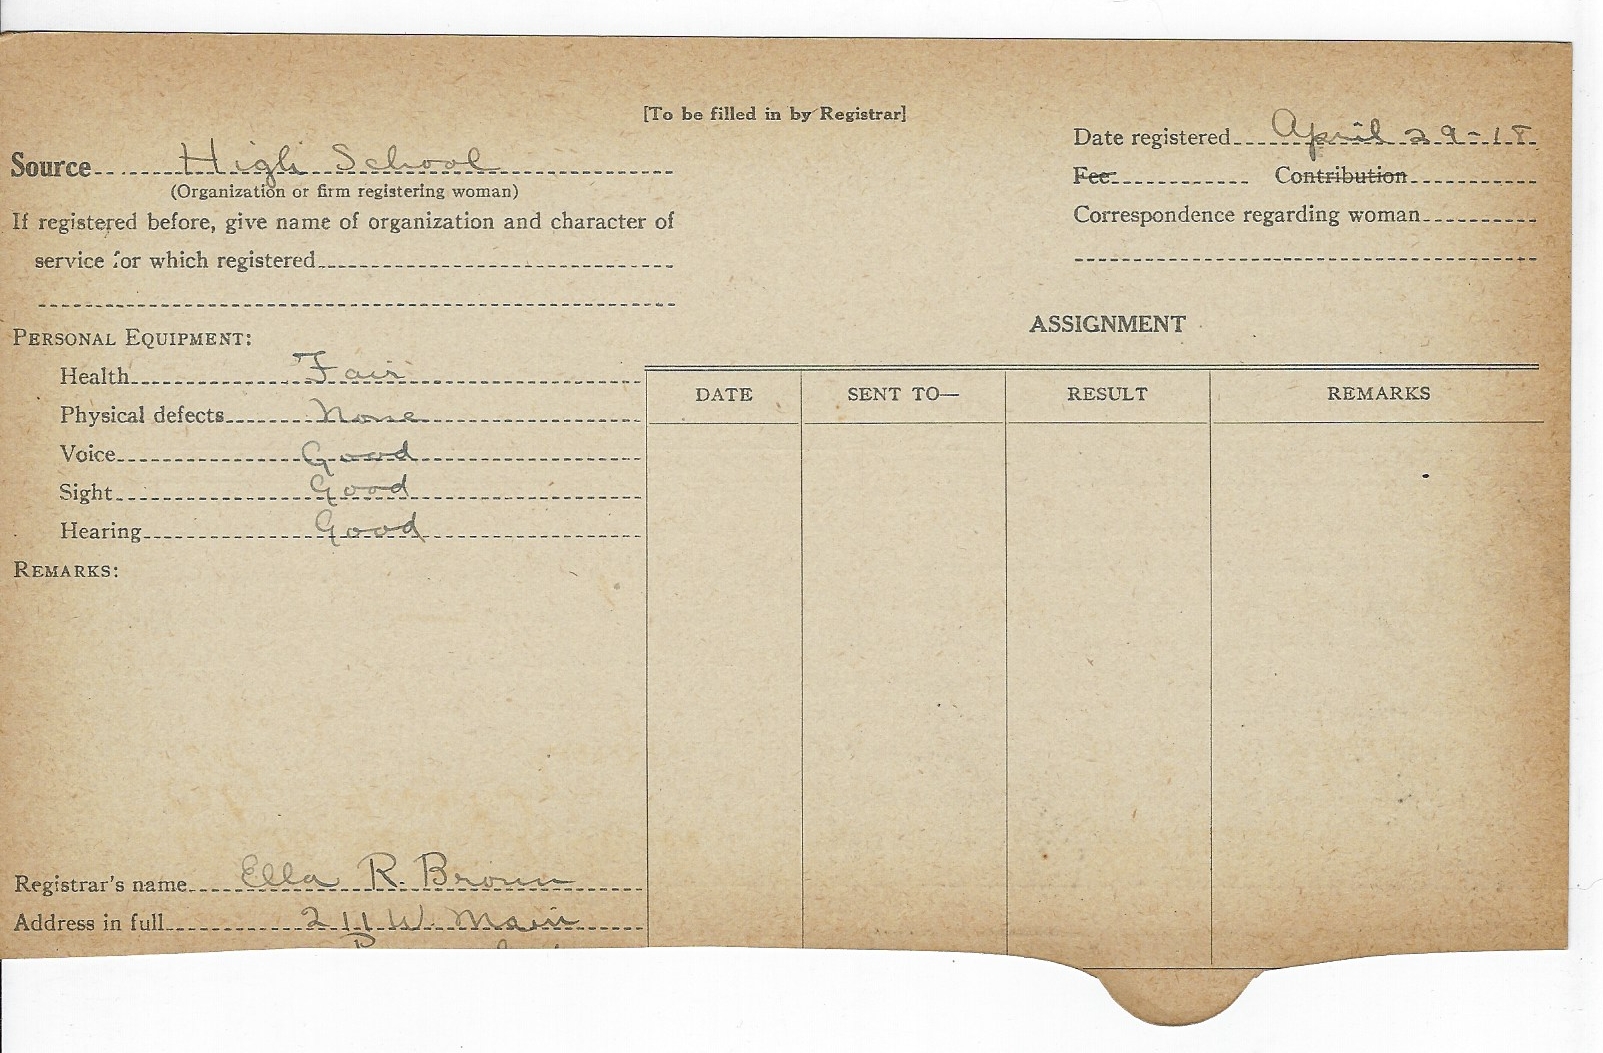 [To be filled in by Registrar]
Date registered April 29-18
Source High School
(Organization or firm registering woman)
Fee Contribution
If registered before, give name of organization and character of
Correspondence regarding woman
service for which registered
PERSONAL EQUIPMENT:
ASSIGNMENT
Health Fair
Physical defects None
Voice Good
Sight Good
Hearing Good
DATE SENT TO— RESULT REMARKS
REMARKS:
Registrar's name Ella R. Brown
Address in full 211 W. Main